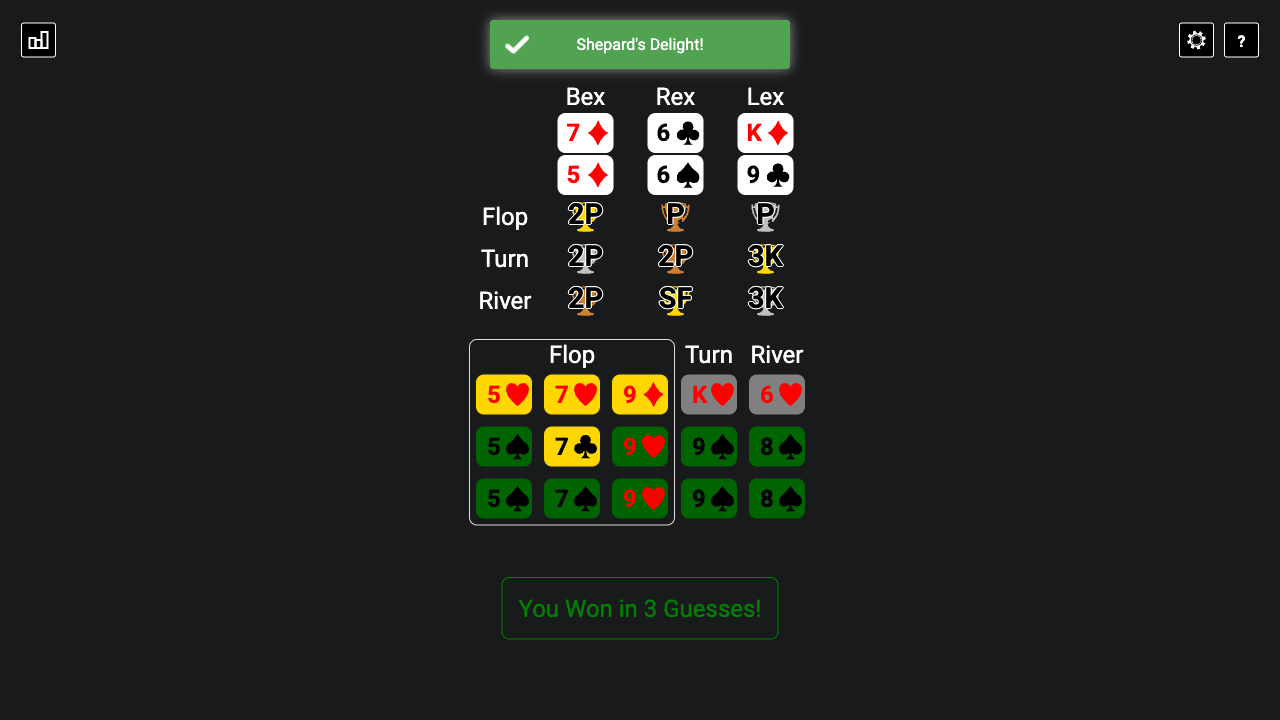 Shepard's Delight!
?
Bex Rex Lex
7♦ 6♣ K♦
5♦ 6♠ 9♣
Flop 2P P P
Turn 2P 2P 3K
River 2P SF 3K
Flop Turn River
5♥ 7♥ 9♦ K♥ 6♥
5♠ 7♣ 9♥ 9♠ 8♠
5♠ 7♠ 9♥ 9♠ 8♠
You Won in 3 Guesses!